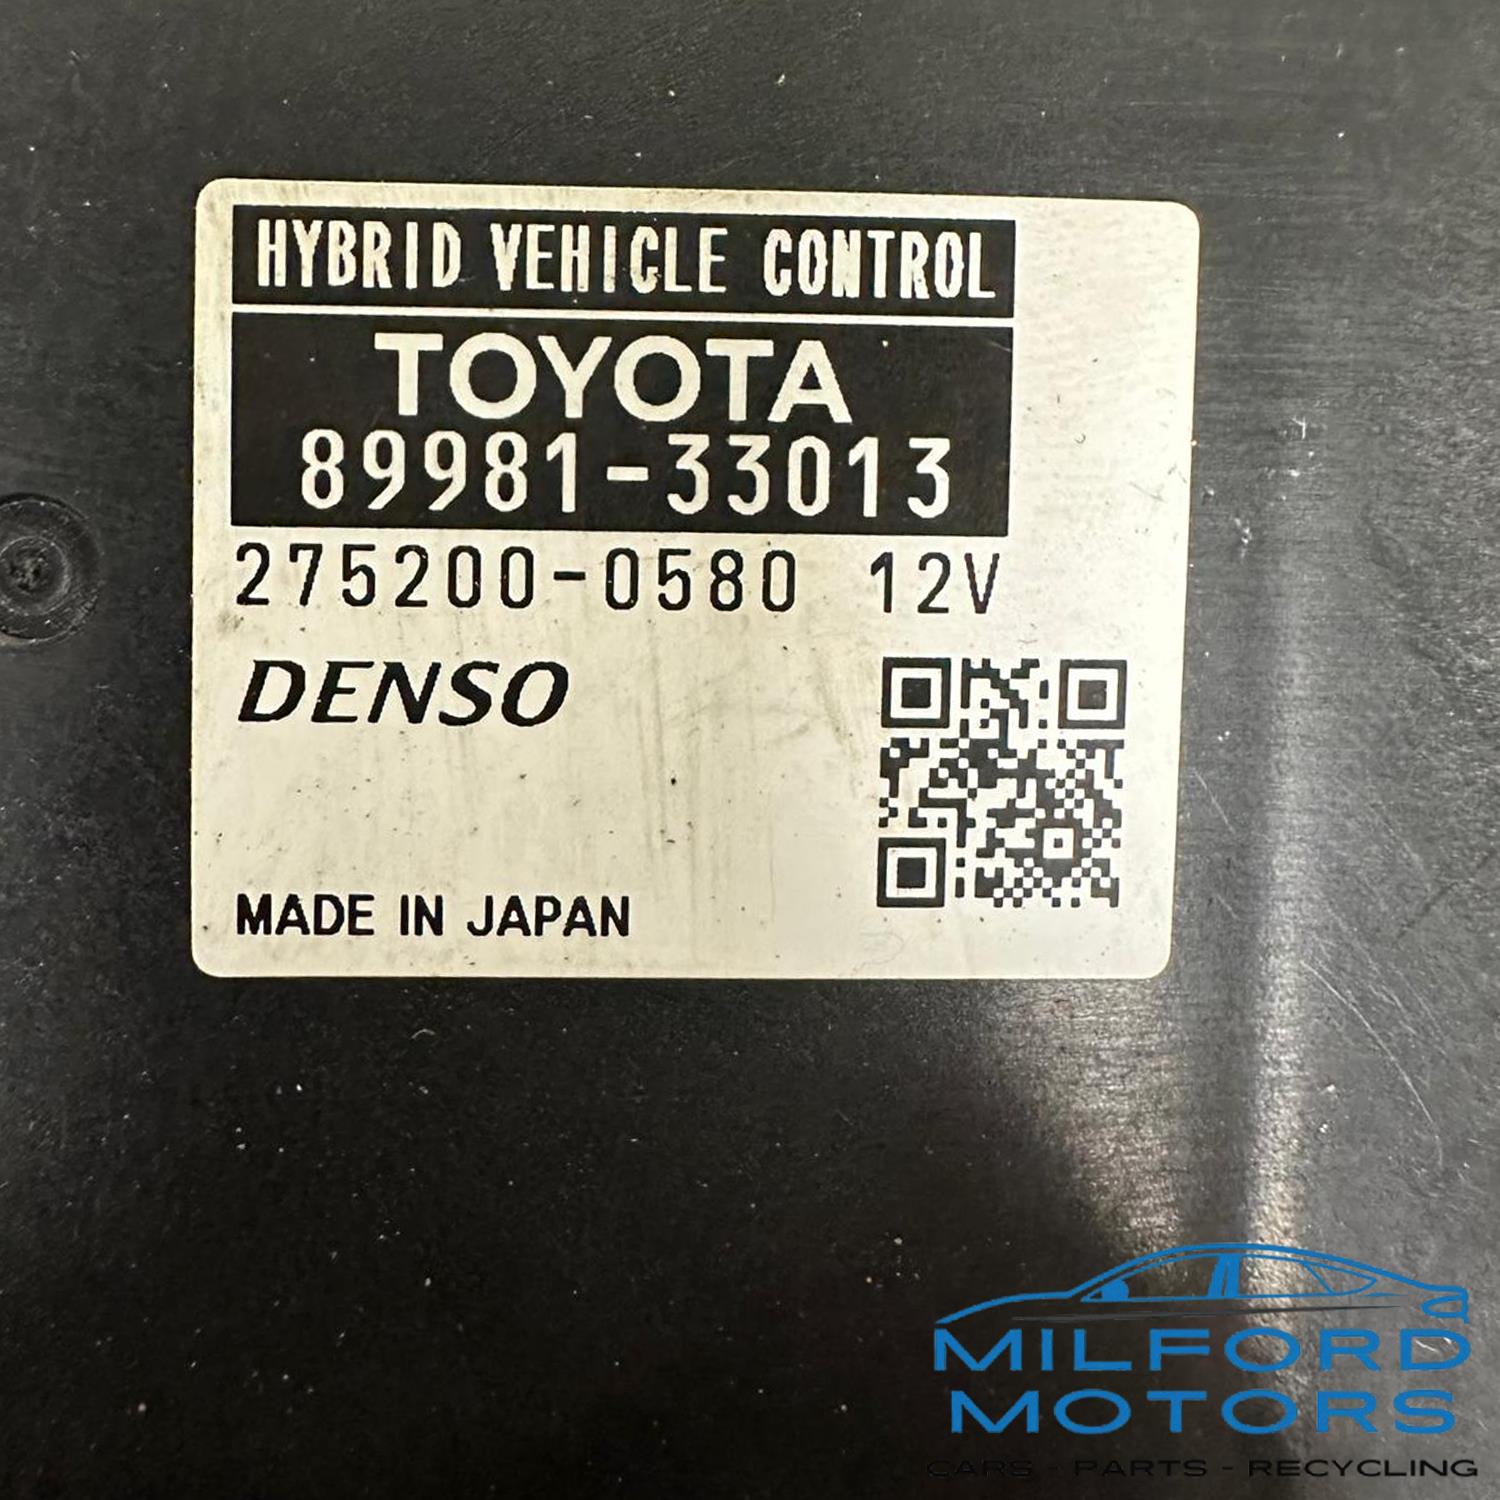 HYBRID VEHICLE CONTROL
TOYOTA
89981-33013
275200-0580 12V
DENSO
MADE IN JAPAN
MILFORD
MOTORS
CARS - PARTS - RECYCLING